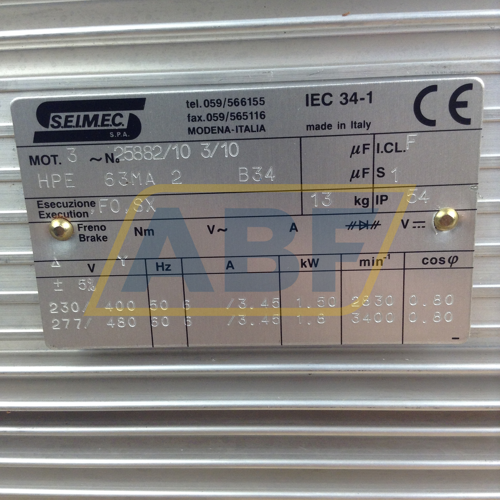 SEIMEC
S.P.A.
tel.059/566155
fax.059/565116
MODENA-ITALIA
IEC 34-1
made in Italy
CE
MOT. 3 ~ No 25882/10 3/10 µF I.CL. F
HPE 63MA 2 B34 µF S 1
Esecuzione
Execution F0,SX 13 kg IP 54
Freno
Brake Nm V~ A V
Δ V Y Hz A kW min-1 cosφ
± 5%
230/ 400 50 6 /3.45 1.50 2830 0.80
277/ 480 60 6 /3.45 1.8 3400 0.80
ABF